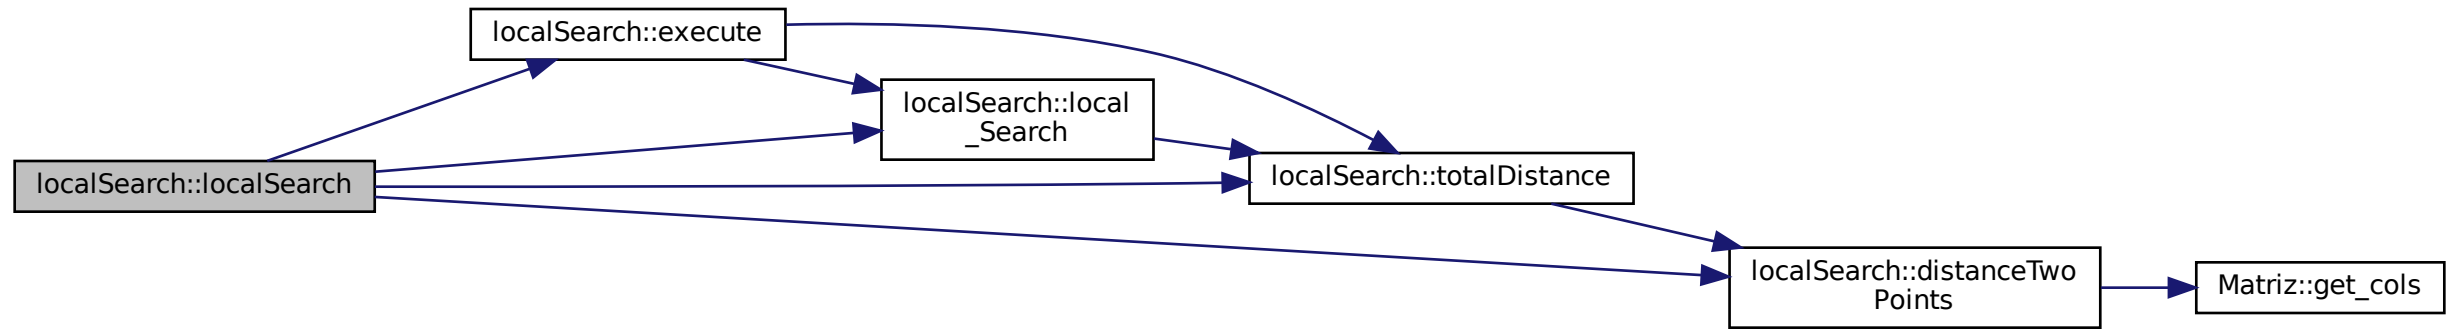 localSearch::execute
localSearch::local
_Search
localSearch::localSearch
localSearch::totalDistance
localSearch::distanceTwo
Points
Matriz::get_cols